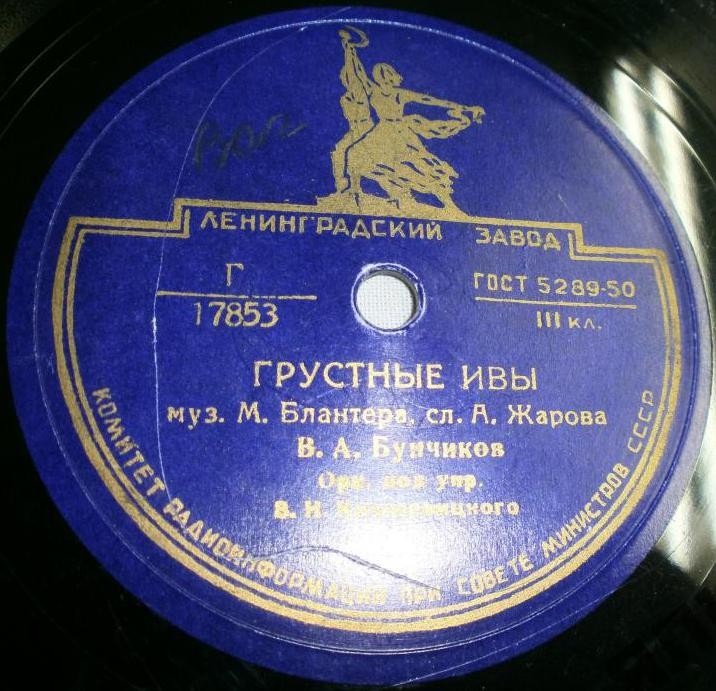 Вал
ЛЕНИНГРАДСКИЙ ЗАВОД
Г
17853
ГОСТ 5289-50
III кл.
ГРУСТНЫЕ ИВЫ
муз. М. Блантера, сл. А. Жарова
В. А. Бунчиков
Орк. под упр.
В. Н.
КОМИТЕТ РАДИОИНФОРМАЦИИ ПРИ СОВЕТЕ МИНИСТРОВ СССР